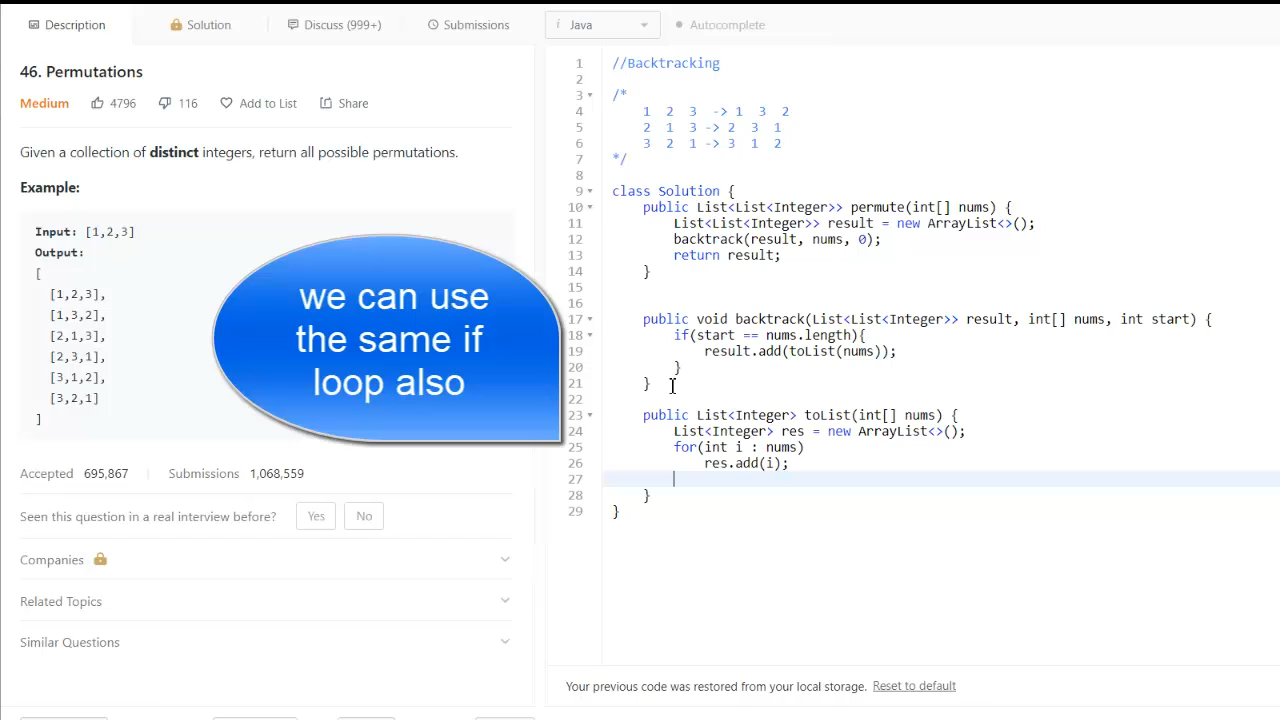 Description
Solution
Discuss (999+)
Submissions
i Java
Autocomplete
46. Permutations
Medium
4796
116
Add to List
Share
Given a collection of distinct integers, return all possible permutations.
Example:
Input: [1,2,3]
Output:
[
[1,2,3],
[1,3,2],
[2,1,3],
[2,3,1],
[3,1,2],
[3,2,1]
]
we can use
the same if
loop also
Accepted 695,867
Submissions 1,068,559
Seen this question in a real interview before?
Yes
No
Companies
Related Topics
Similar Questions
1 //Backtracking
2
3 /*
4 1 2 3 -> 1 3 2
5 2 1 3 -> 2 3 1
6 3 2 1 -> 3 1 2
7 */
8
9 class Solution {
10 public List<List<Integer>> permute(int[] nums) {
11 List<List<Integer>> result = new ArrayList<>();
12 backtrack(result, nums, 0);
13 return result;
14 }
15
16
17 public void backtrack(List<List<Integer>> result, int[] nums, int start) {
18 if(start == nums.length){
19 result.add(toList(nums));
20 }
21 }
22
23 public List<Integer> toList(int[] nums) {
24 List<Integer> res = new ArrayList<>();
25 for(int i : nums)
26 res.add(i);
27
28 }
29 }
Your previous code was restored from your local storage. Reset to default